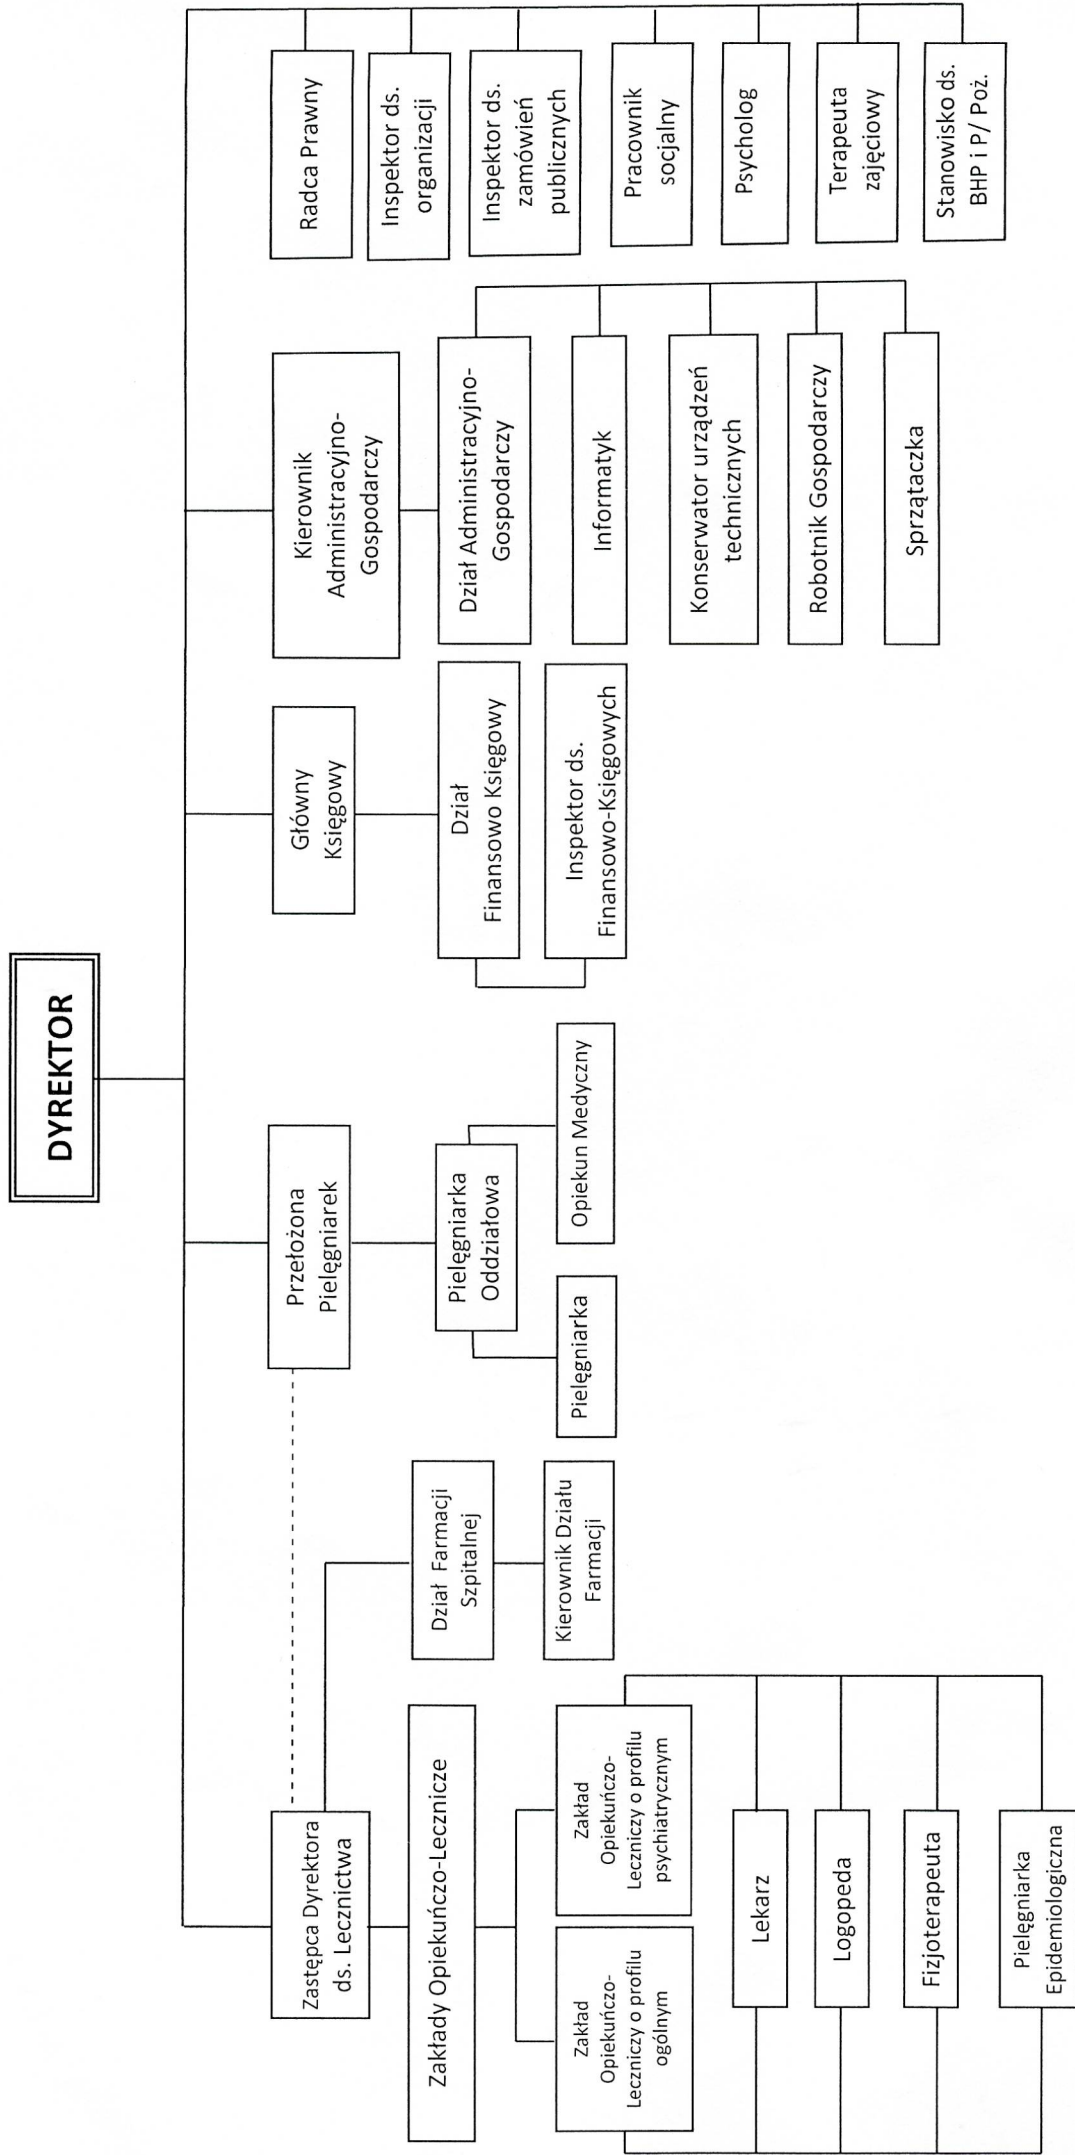 DYREKTOR
Zastępca Dyrektora
ds. Lecznictwa
Przełożona
Pielęgniarek
Główny
Księgowy
Kierownik
Administracyjno-
Gospodarczy
Radca Prawny
Inspektor ds.
organizacji
Inspektor ds.
zamówień
publicznych
Pracownik
socjalny
Psycholog
Terapeuta
zajęciowy
Stanowisko ds.
BHP i P/ Poż.
Zakłady Opiekuńczo-Lecznicze
Dział Farmacji
Szpitalnej
Kierownik Działu
Farmacji
Pielęgniarka
Oddziałowa
Pielęgniarka
Opiekun Medyczny
Dział
Finansowo Księgowy
Inspektor ds.
Finansowo-Księgowych
Dział Administracyjno-
Gospodarczy
Informatyk
Konserwator urządzeń
technicznych
Robotnik Gospodarczy
Sprzątaczka
Zakład
Opiekuńczo-
Leczniczy o profilu
ogólnym
Zakład
Opiekuńczo-
Leczniczy o profilu
psychiatrycznym
Lekarz
Logopeda
Fizjoterapeuta
Pielęgniarka
Epidemiologiczna